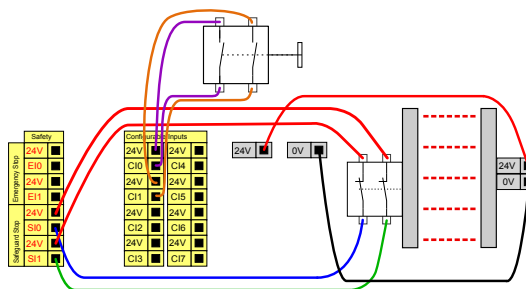 Safety
Emergency Stop
24V
EI0
24V
EI1
Safeguard Stop
24V
SI0
24V
SI1
Configurable Inputs
24V 24V
CI0 CI4
24V 24V
CI1 CI5
24V 24V
CI2 CI6
24V 24V
CI3 CI7
24V 0V
24V
0V